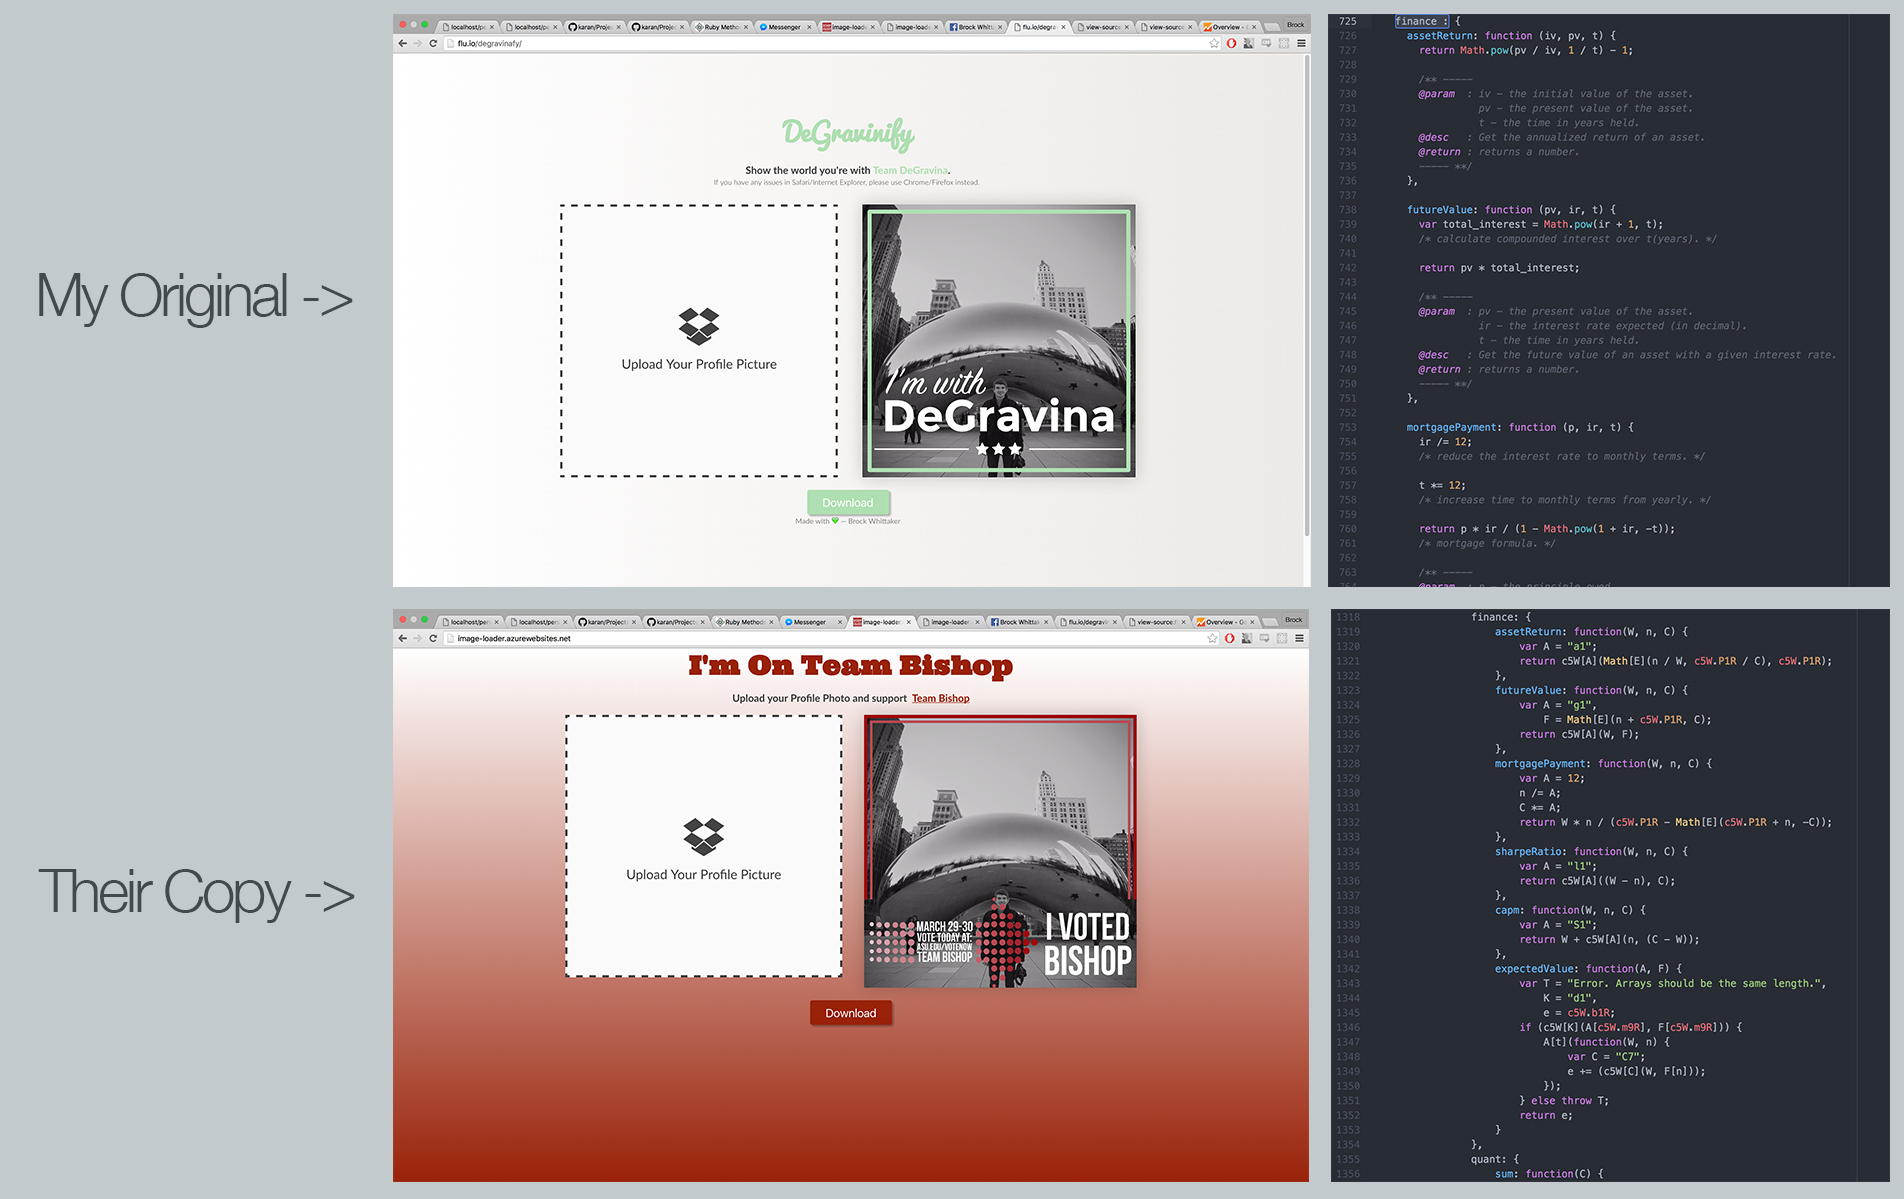 localhost/pe
localhost/pe
karan/Projec
karan/Projec
Ruby Metho
Messenger
image-loade
image-load
Brock Whitt
flu.io/degra
view-source
view-source
Overview – G
Brock
flu.io/degravinafy/
DeGravinify
Show the world you're with Team DeGravina.
If you have any issues in Safari/Internet Explorer, please use Chrome/Firefox instead.
Upload Your Profile Picture
I'm with
DeGravina
Download
Made with 💚 — Brock Whittaker
My Original ->
725 finance : {
726 assetReturn: function (iv, pv, t) {
727 return Math.pow(pv / iv, 1 / t) - 1;
728
729 /** -----
730 @param : iv - the initial value of the asset.
731 pv - the present value of the asset.
732 t - the time in years held.
733 @desc : Get the annualized return of an asset.
734 @return : returns a number.
735 ----- **/
736 },
737
738 futureValue: function (pv, ir, t) {
739 var total_interest = Math.pow(ir + 1, t);
740 /* calculate compounded interest over t(years). */
741
742 return pv * total_interest;
743
744 /** -----
745 @param : pv - the present value of the asset.
746 ir - the interest rate expected (in decimal).
747 t - the time in years held.
748 @desc : Get the future value of an asset with a given interest rate.
749 @return : returns a number.
750 ----- **/
751 },
752
753 mortgagePayment: function (p, ir, t) {
754 ir /= 12;
755 /* reduce the interest rate to monthly terms. */
756
757 t *= 12;
758 /* increase time to monthly terms from yearly. */
759
760 return p * ir / (1 - Math.pow(1 + ir, -t));
761 /* mortgage formula. */
762
763 /** -----
764 @param : p - the principle owed
localhost/per
localhost/per
karan/Project
karan/Projec
Ruby Method
Messenger
image-loader
image-loader
Brock Whittak
flu.io/degravi
view-source:f
Overview – Go
Brock
image-loader.azurewebsites.net
I'm On Team Bishop
Upload your Profile Photo and support Team Bishop
Upload Your Profile Picture
MARCH 29-30
VOTE TODAY AT:
ASU.EDU/VOTENOW
TEAM BISHOP
I VOTED
BISHOP
Download
Their Copy ->
1318 finance: {
1319 assetReturn: function(W, n, C) {
1320 var A = "a1";
1321 return c5W[A](Math[E](n / W, c5W.P1R / C), c5W.P1R);
1322 },
1323 futureValue: function(W, n, C) {
1324 var A = "g1",
1325 F = Math[E](n + c5W.P1R, C);
1326 return c5W[A](W, F);
1327 },
1328 mortgagePayment: function(W, n, C) {
1329 var A = 12;
1330 n /= A;
1331 C *= A;
1332 return W * n / (c5W.P1R - Math[E](c5W.P1R + n, -C));
1333 },
1334 sharpeRatio: function(W, n, C) {
1335 var A = "l1";
1336 return c5W[A]((W - n), C);
1337 },
1338 capm: function(W, n, C) {
1339 var A = "S1";
1340 return W + c5W[A](n, (C - W));
1341 },
1342 expectedValue: function(A, F) {
1343 var T = "Error. Arrays should be the same length.",
1344 K = "d1",
1345 e = c5W.b1R;
1346 if (c5W[K](A[c5W.m9R], F[c5W.m9R])) {
1347 A[t](function(W, n) {
1348 var C = "C7";
1349 e += (c5W[C](W, F[n]));
1350 });
1351 } else throw T;
1352 return e;
1353 }
1354 },
1355 quant: {
1356 sum: function(C) {